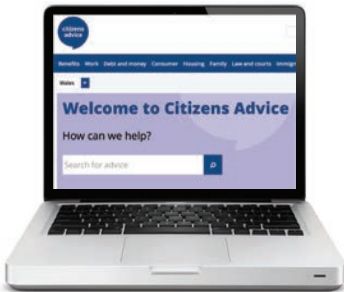 citizens
advice
Benefits Work Debt and money Consumer Housing Family Law and courts Immigr
Wales
Welcome to Citizens Advice
How can we help?
Search for advice